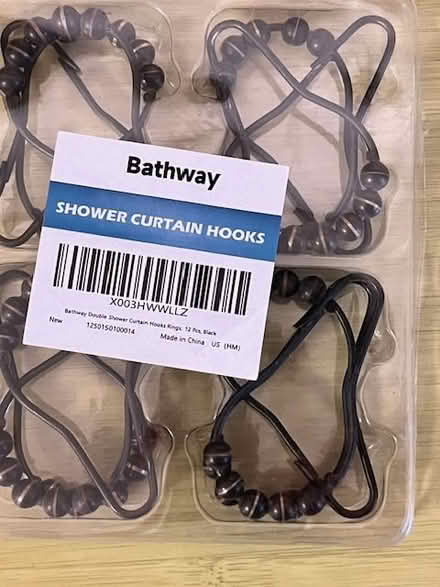 Bathway
SHOWER CURTAIN HOOKS
X003HWWLLZ
Bathway Double Shower Curtain Hooks Rings, 12 Pcs, Black
New 1250150100014 Made in China US (HM)